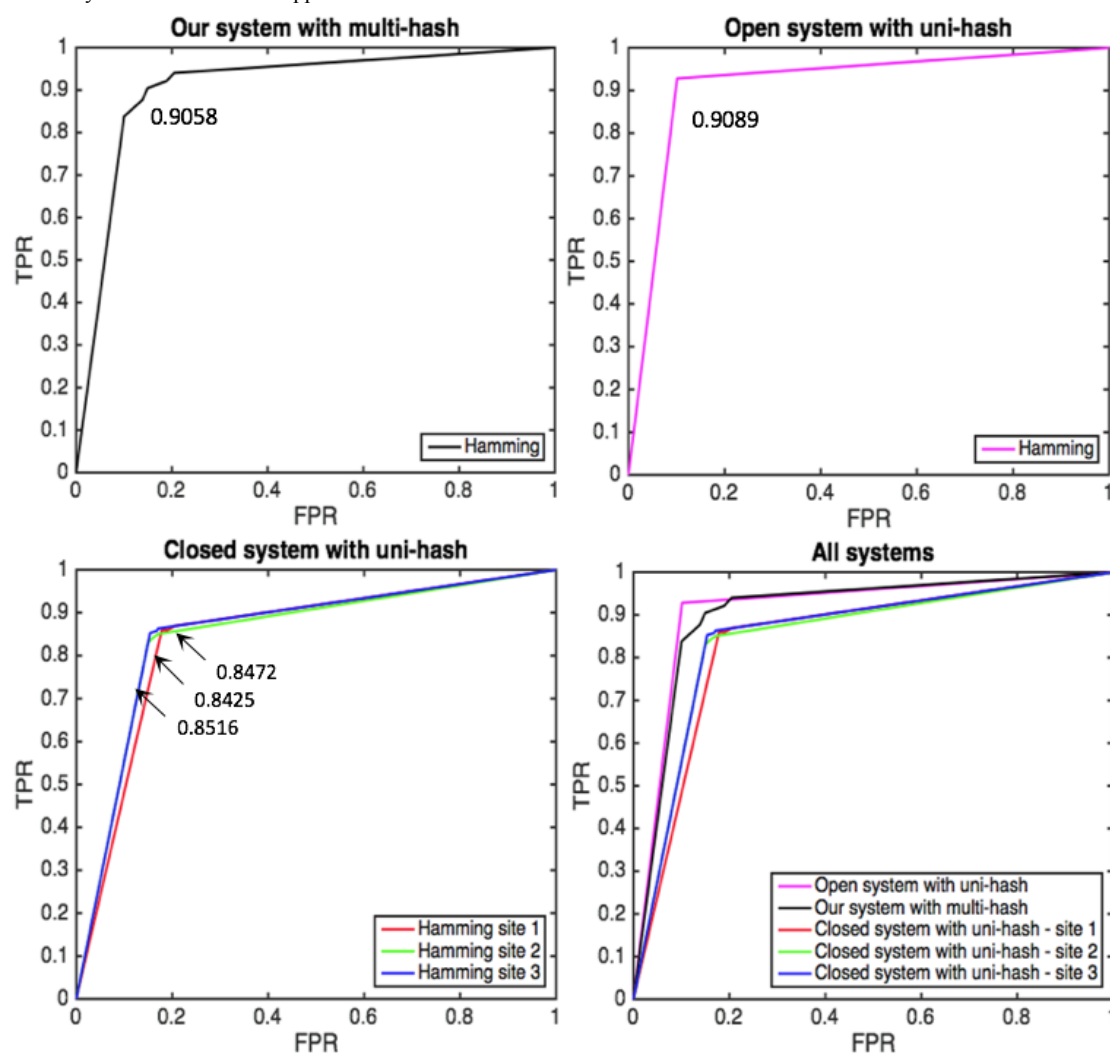 Our system with multi-hash
1
0.9
0.8
0.7
0.6
0.5
0.4
0.3
0.2
0.1
0
TPR
0.9058
Hamming
0 0.2 0.4 0.6 0.8 1
FPR
Open system with uni-hash
1
0.9
0.8
0.7
0.6
0.5
0.4
0.3
0.2
0.1
0
TPR
0.9089
Hamming
0 0.2 0.4 0.6 0.8 1
FPR
Closed system with uni-hash
1
0.9
0.8
0.7
0.6
0.5
0.4
0.3
0.2
0.1
0
TPR
0.8472
0.8425
0.8516
Hamming site 1
Hamming site 2
Hamming site 3
0 0.2 0.4 0.6 0.8 1
FPR
All systems
1
0.9
0.8
0.7
0.6
0.5
0.4
0.3
0.2
0.1
0
TPR
Open system with uni-hash
Our system with multi-hash
Closed system with uni-hash - site 1
Closed system with uni-hash - site 2
Closed system with uni-hash - site 3
0 0.2 0.4 0.6 0.8 1
FPR